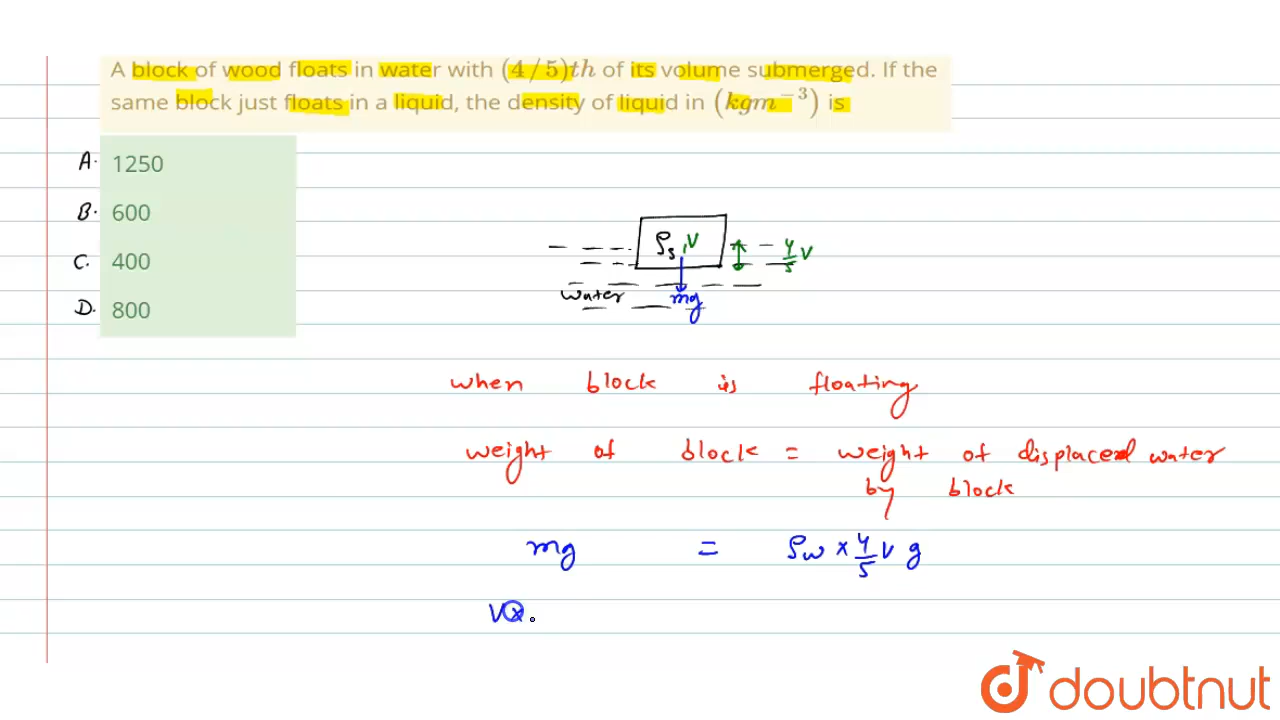 A block of wood floats in water with (4/5)th of its volume submerged. If the
same block just floats in a liquid, the density of liquid in (kgm⁻³) is
A. 1250
B. 600
C. 400
D. 800
ρs, V
4/5 V
water
mg
when block is floating
weight of block = weight of displaced water
by block
mg = ρw × 4/5 V g
V
doubtnut